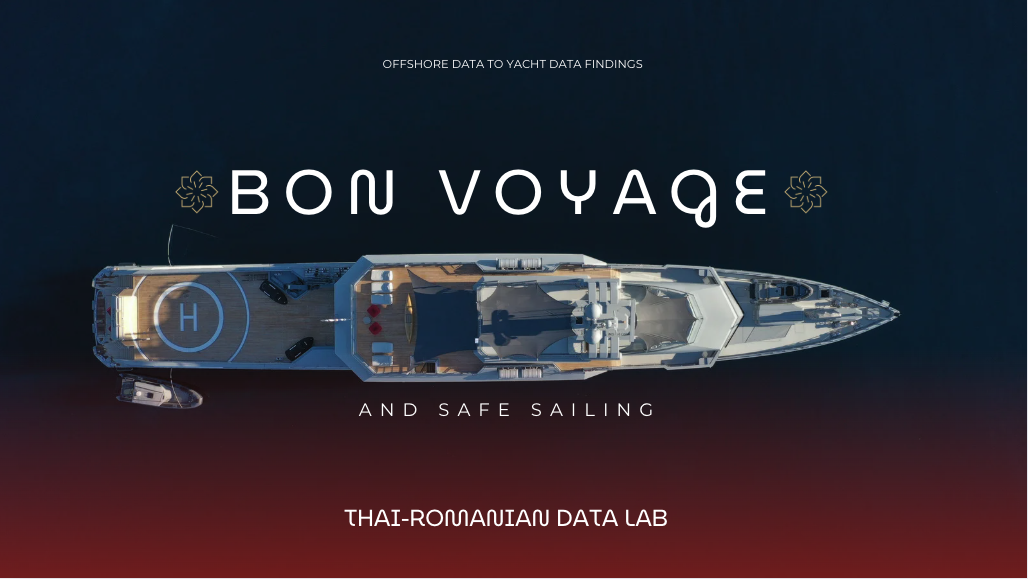 OFFSHORE DATA TO YACHT DATA FINDINGS
BON VOYAGE
H
AND SAFE SAILING
THAI-ROMANIAN DATA LAB